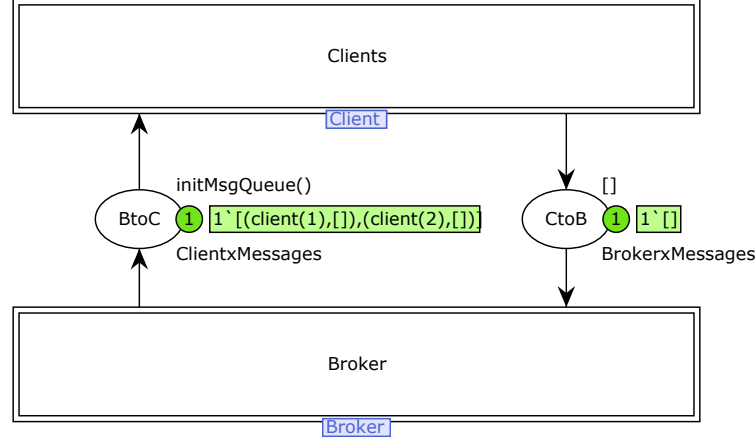 Clients
Client
initMsgQueue()
[]
BtoC
1
1`[(client(1),[]),(client(2),[])]
CtoB
1
1`[]
ClientxMessages
BrokerxMessages
Broker
Broker